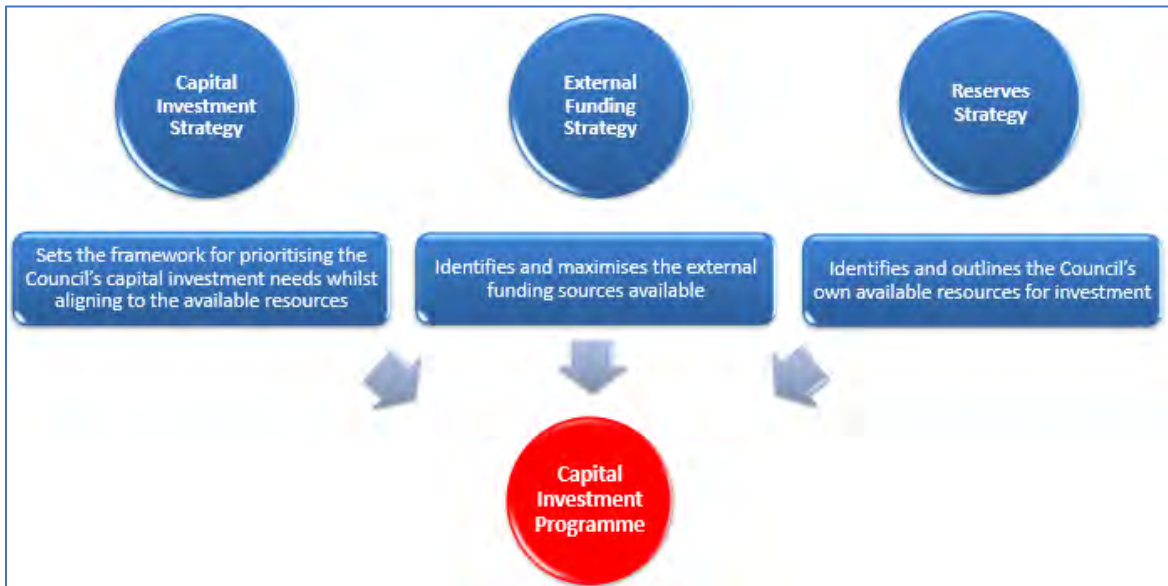 Capital
Investment
Strategy
External
Funding
Strategy
Reserves
Strategy
Sets the framework for prioritising the
Council's capital investment needs whilst
aligning to the available resources
Identifies and maximises the external
funding sources available
Identifies and outlines the Council's
own available resources for investment
Capital
Investment
Programme